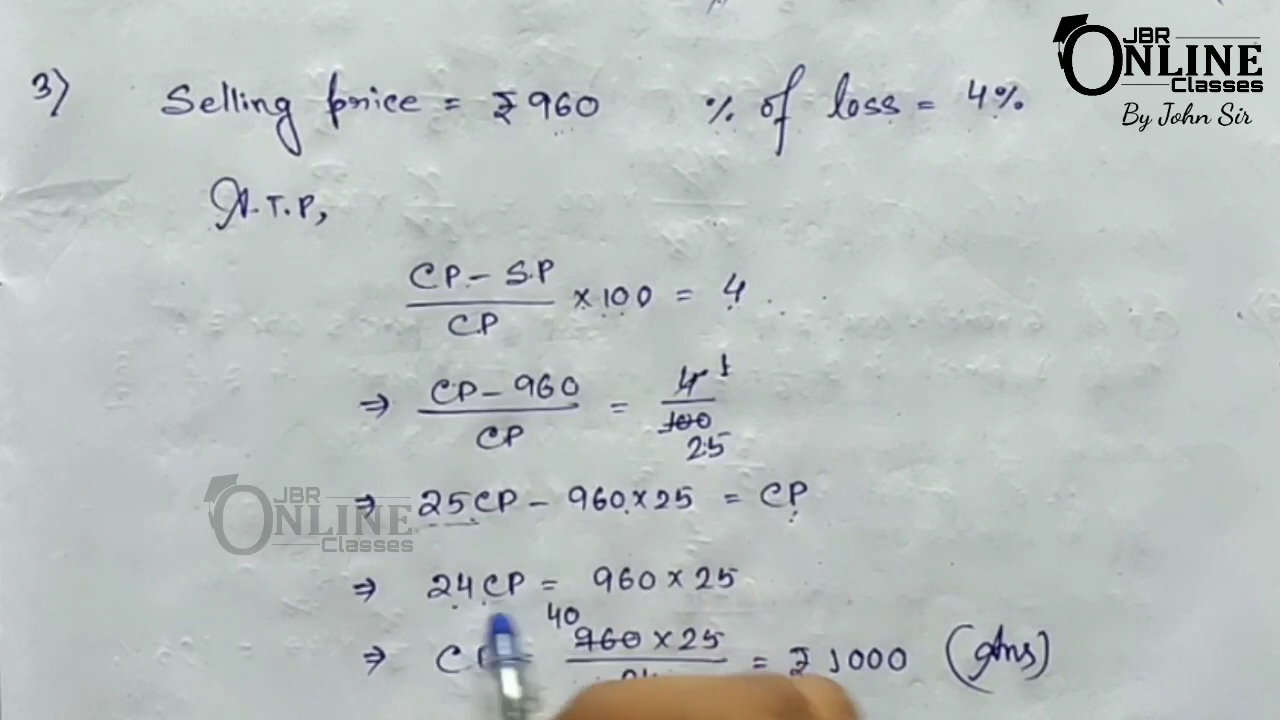 JBR
ONLINE
Classes
By John Sir
3) Selling price = ₹960 % of loss = 4%
A.T.P,
CP - SP
× 100 = 4
CP
⇒ CP - 960 = 4 1
CP 100
25
⇒ 25CP - 960×25 = CP
JBR
ONLINE
Classes
⇒ 24CP = 960 × 25
40
⇒ = 960 × 25 = ₹1000 (Ans)